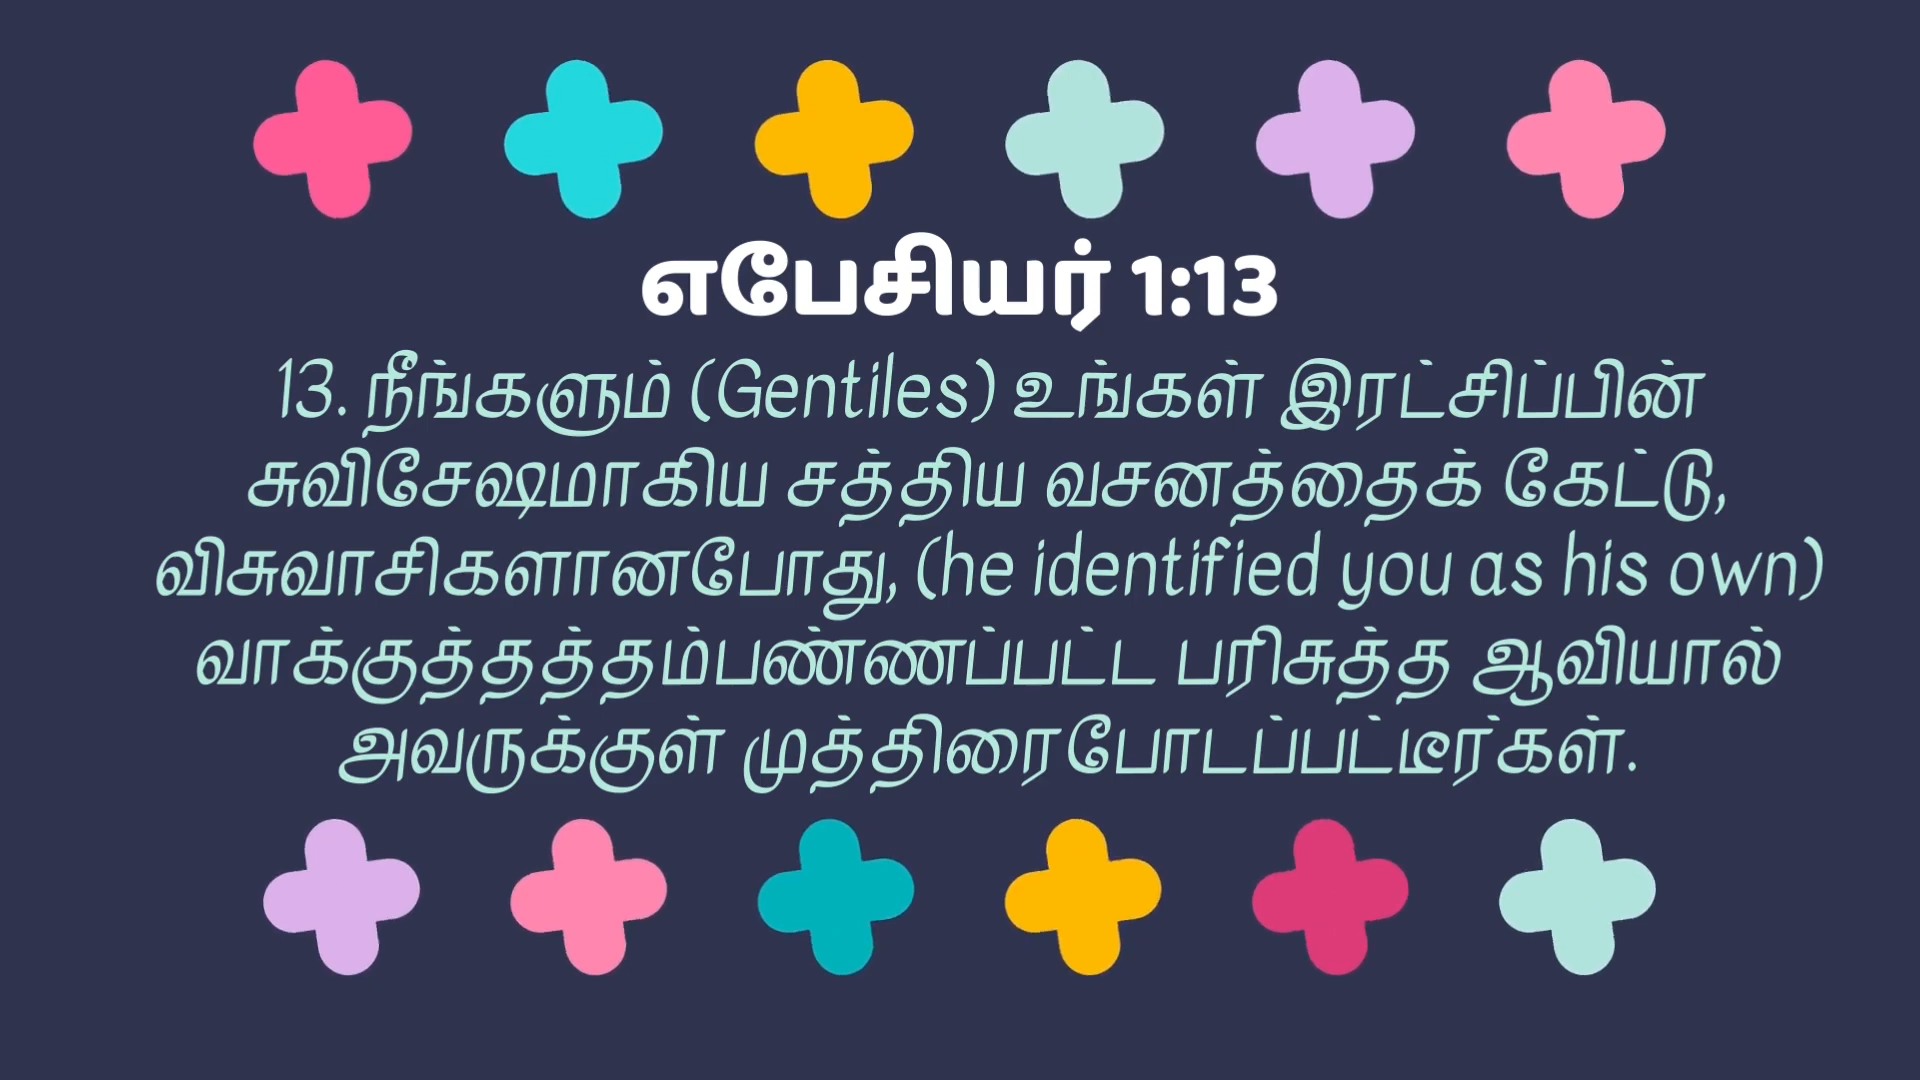 எபேசியர் 1:13
13. நீங்களும் (Gentiles) உங்கள் இரட்சிப்பின்
சுவிசேஷமாகிய சத்திய வசனத்தைக் கேட்டு,
விசுவாசிகளானபோது, (he identified you as his own)
வாக்குத்தத்தம்பண்ணப்பட்ட பரிசுத்த ஆவியால்
அவருக்குள் முத்திரைபோடப்பட்டீர்கள்.